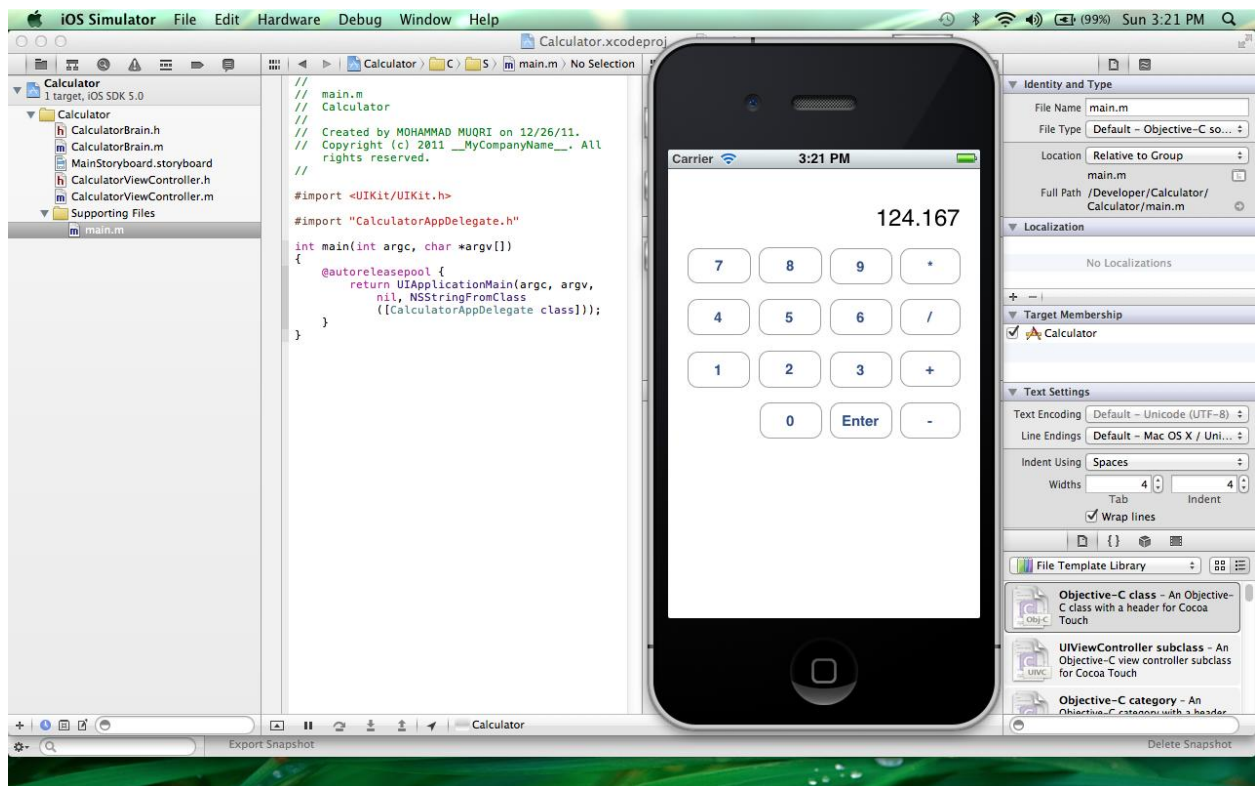 iOS Simulator File Edit Hardware Debug Window Help (99%) Sun 3:21 PM
Calculator.xcodeproj
Calculator C S main.m No Selection
Calculator
1 target, iOS SDK 5.0
Calculator
h CalculatorBrain.h
m CalculatorBrain.m
MainStoryboard.storyboard
h CalculatorViewController.h
m CalculatorViewController.m
Supporting Files
m main.m
//
// main.m
// Calculator
//
// Created by MOHAMMAD MUQRI on 12/26/11.
// Copyright (c) 2011 __MyCompanyName__. All
rights reserved.
//
#import <UIKit/UIKit.h>
#import "CalculatorAppDelegate.h"
int main(int argc, char *argv[])
{
@autoreleasepool {
return UIApplicationMain(argc, argv,
nil, NSStringFromClass
([CalculatorAppDelegate class]));
}
}
Carrier 3:21 PM
124.167
7 8 9 *
4 5 6 /
1 2 3 +
0 Enter -
Identity and Type
File Name main.m
File Type Default - Objective-C so...
Location Relative to Group
main.m
Full Path /Developer/Calculator/
Calculator/main.m
Localization
No Localizations
+ -
Target Membership
Calculator
Text Settings
Text Encoding Default - Unicode (UTF-8)
Line Endings Default - Mac OS X / Uni...
Indent Using Spaces
Widths 4 4
Tab Indent
Wrap lines
{}
File Template Library
Objective-C class - An Objective-
C class with a header for Cocoa
Touch
Obj-C
UIViewController subclass - An
Objective-C view controller subclass
for Cocoa Touch
UIVC
Objective-C category - An
Objective-C category with a header
Calculator
Export Snapshot
Delete Snapshot